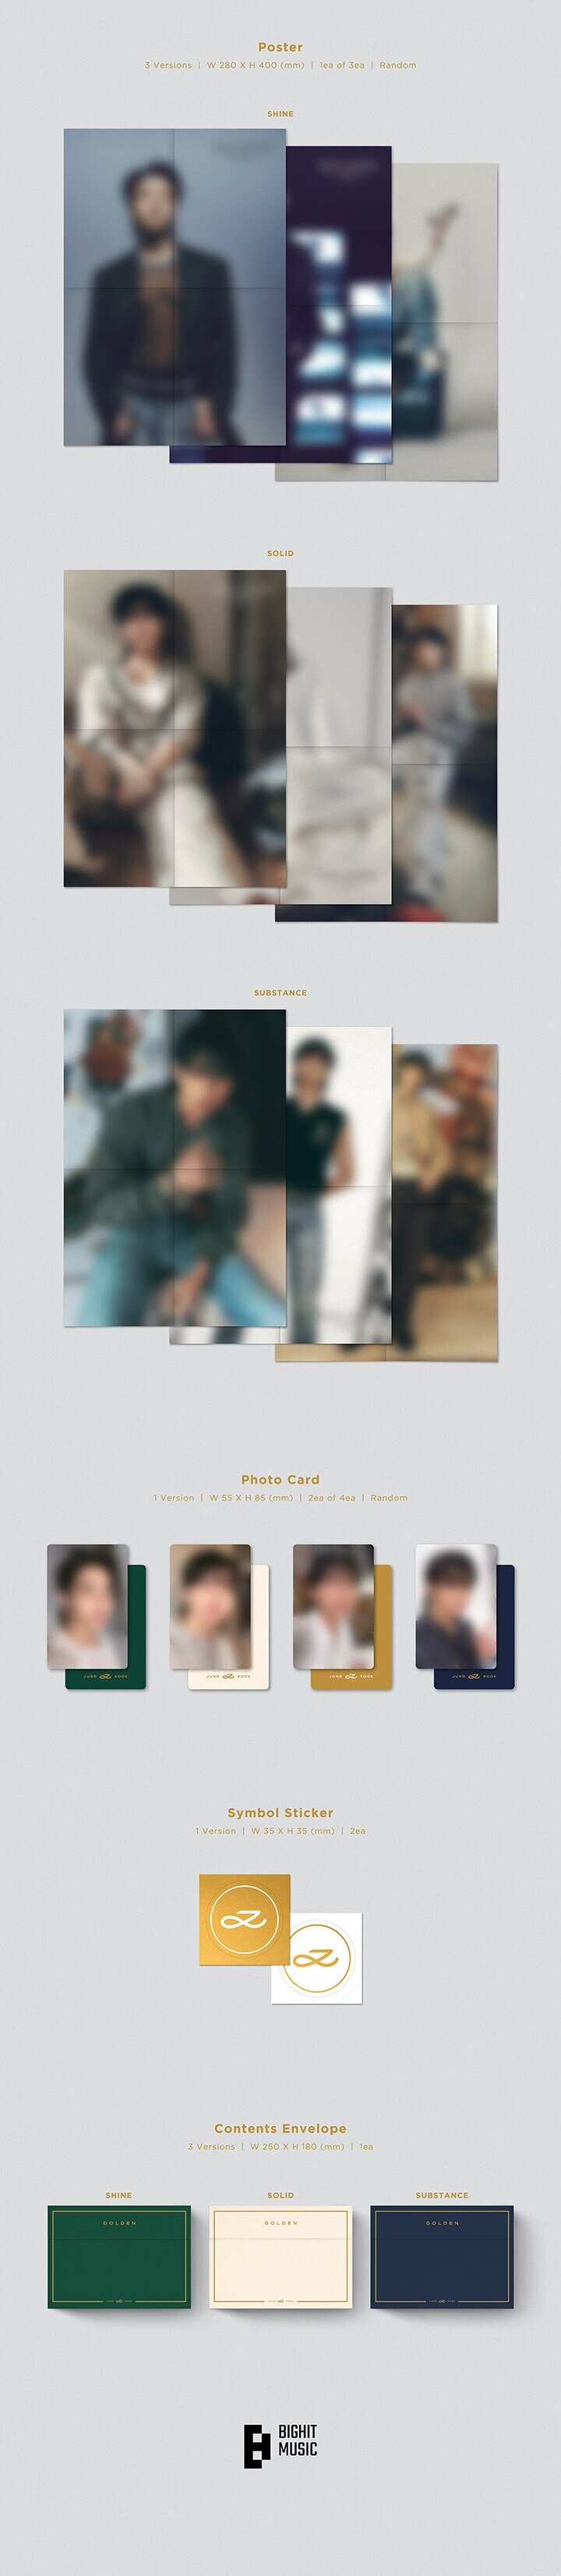 Poster
3 Versions | W 280 X H 400 (mm) | 1ea of 3ea | Random
SHINE
SOLID
SUBSTANCE
Photo Card
1 Version | W 55 X H 85 (mm) | 2ea of 4ea | Random
JUNG KOOK
JUNG KOOK
JUNG KOOK
JUNG KOOK
Symbol Sticker
1 Version | W 35 X H 35 (mm) | 2ea
Contents Envelope
3 Versions | W 250 X H 180 (mm) | 1ea
SHINE SOLID SUBSTANCE
GOLDEN GOLDEN GOLDEN
BIGHIT
MUSIC